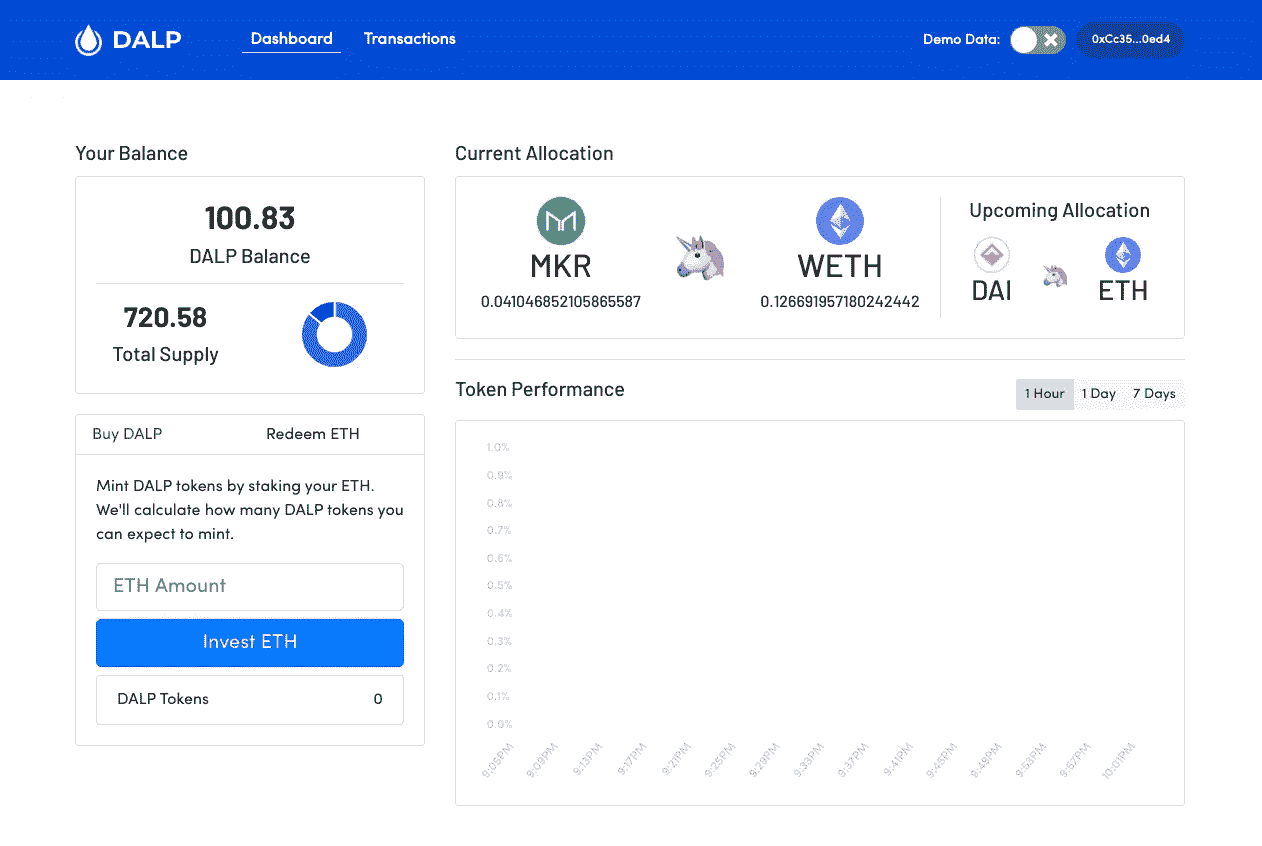 DALP
Dashboard
Transactions
Demo Data:
0xCc35...0ed4
Your Balance
100.83
DALP Balance
720.58
Total Supply
Buy DALP
Redeem ETH
Mint DALP tokens by staking your ETH.
We'll calculate how many DALP tokens you
can expect to mint.
ETH Amount
Invest ETH
DALP Tokens 0
Current Allocation
MKR
0.041046852105865587
WETH
0.126691957180242442
Upcoming Allocation
DAI
ETH
Token Performance
1 Hour
1 Day
7 Days
1.0%
0.9%
0.8%
0.7%
0.6%
0.5%
0.4%
0.3%
0.2%
0.1%
0.0%
9:05PM
9:09PM
9:13PM
9:17PM
9:21PM
9:25PM
9:29PM
9:33PM
9:37PM
9:41PM
9:45PM
9:49PM
9:53PM
9:57PM
10:01PM